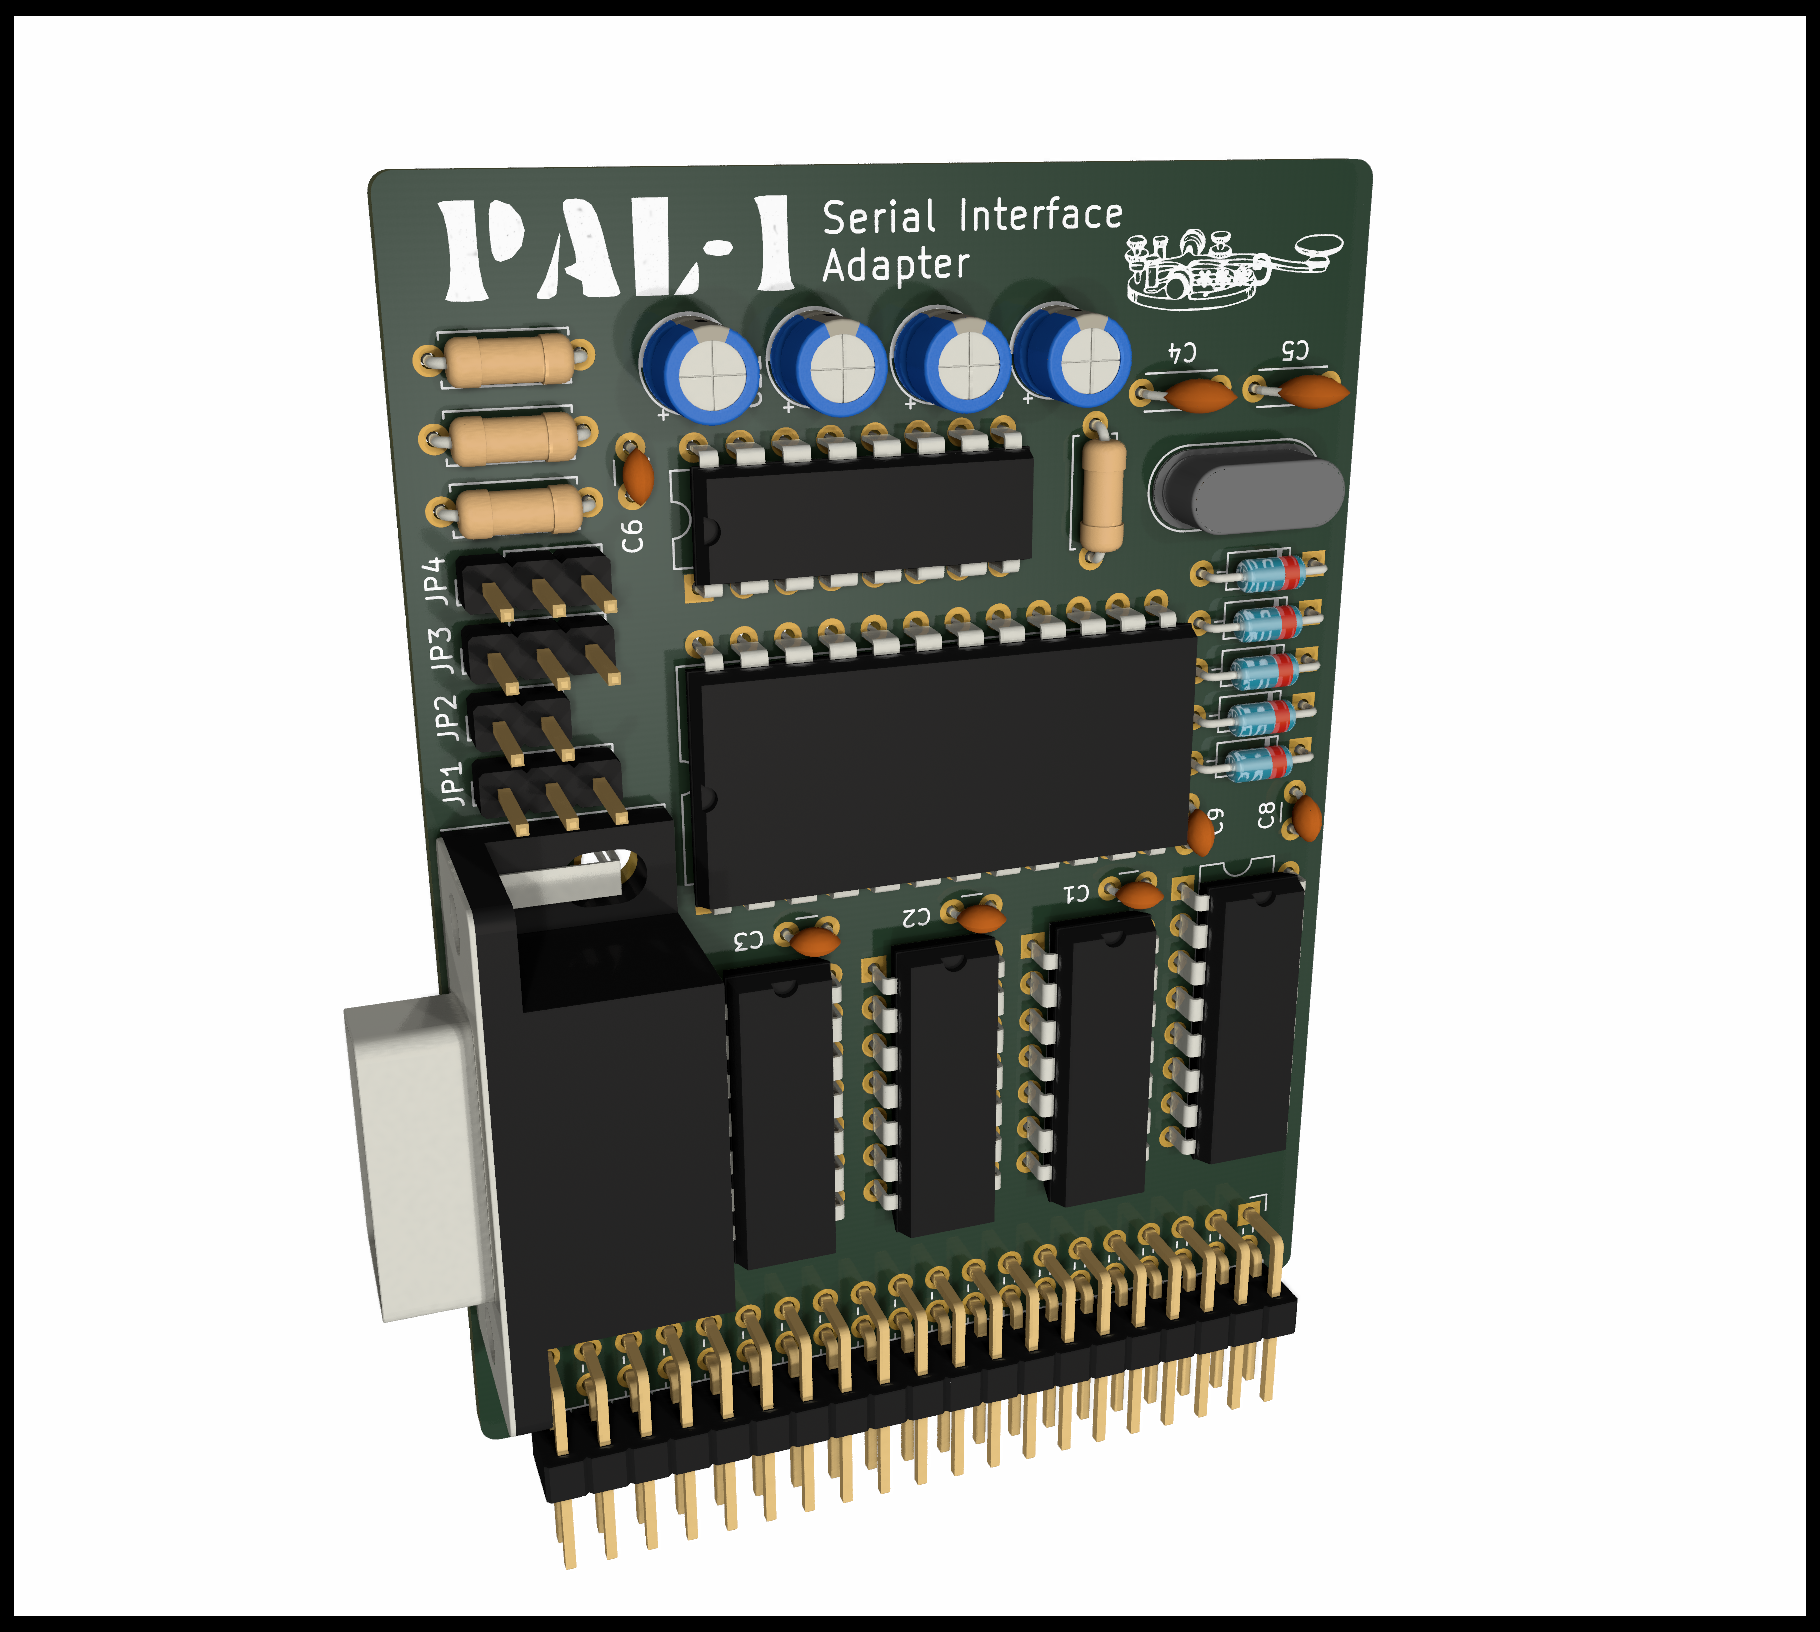 PAL-1
Serial Interface
Adapter
C4
C5
C6
JP4
JP3
JP2
JP1
C9
C8
C1
C2
C3